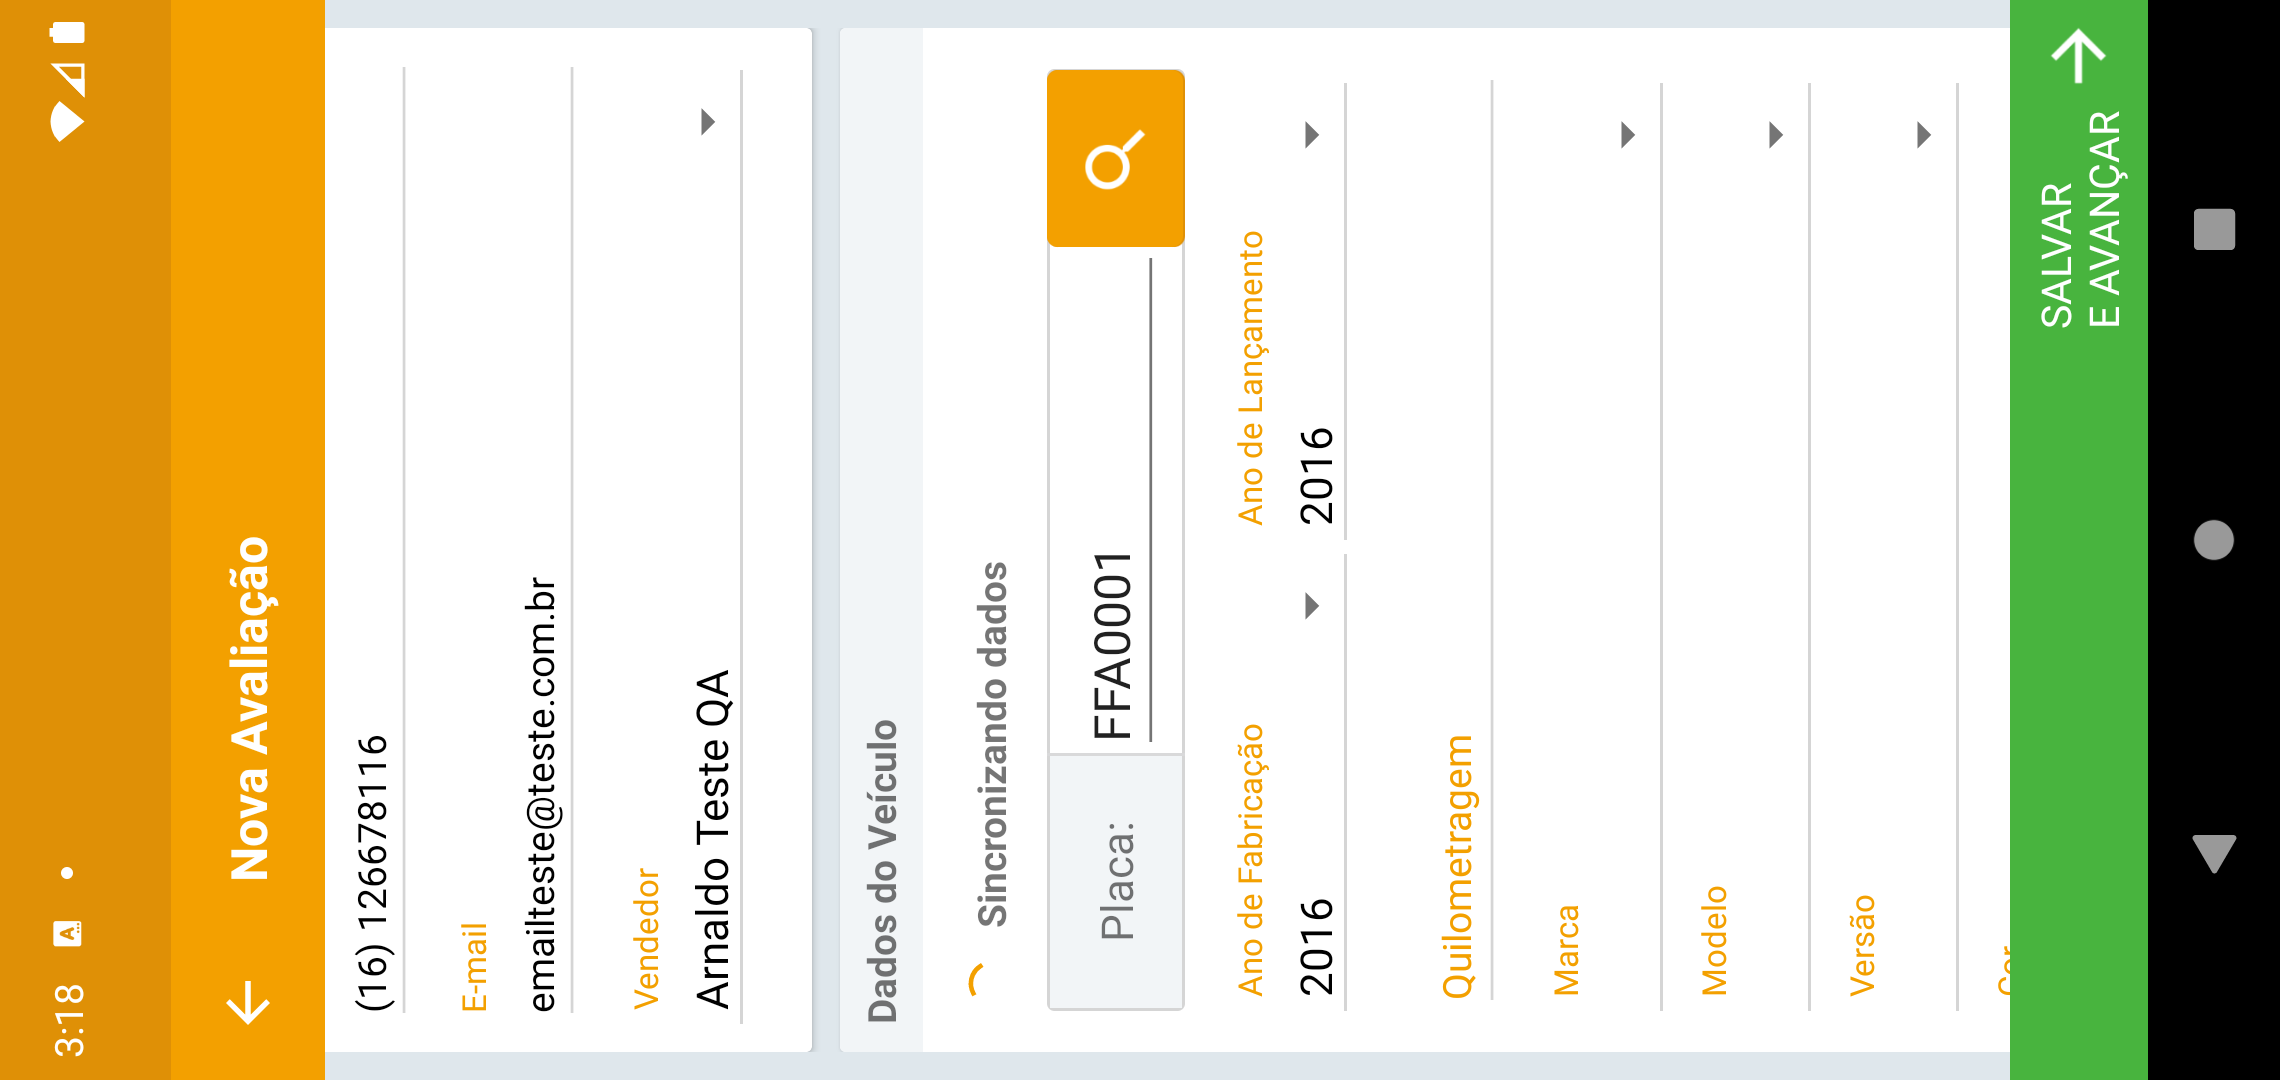 3:18
Nova Avaliação
(16) 126678116
E-mail
emailteste@teste.com.br
Vendedor
Arnaldo Teste QA
Dados do Veículo
Sincronizando dados
Placa: FFA0001
Ano de Fabricação Ano de Lançamento
2016 2016
Quilometragem
Marca
Modelo
Versão
Cor
SALVAR
E AVANÇAR